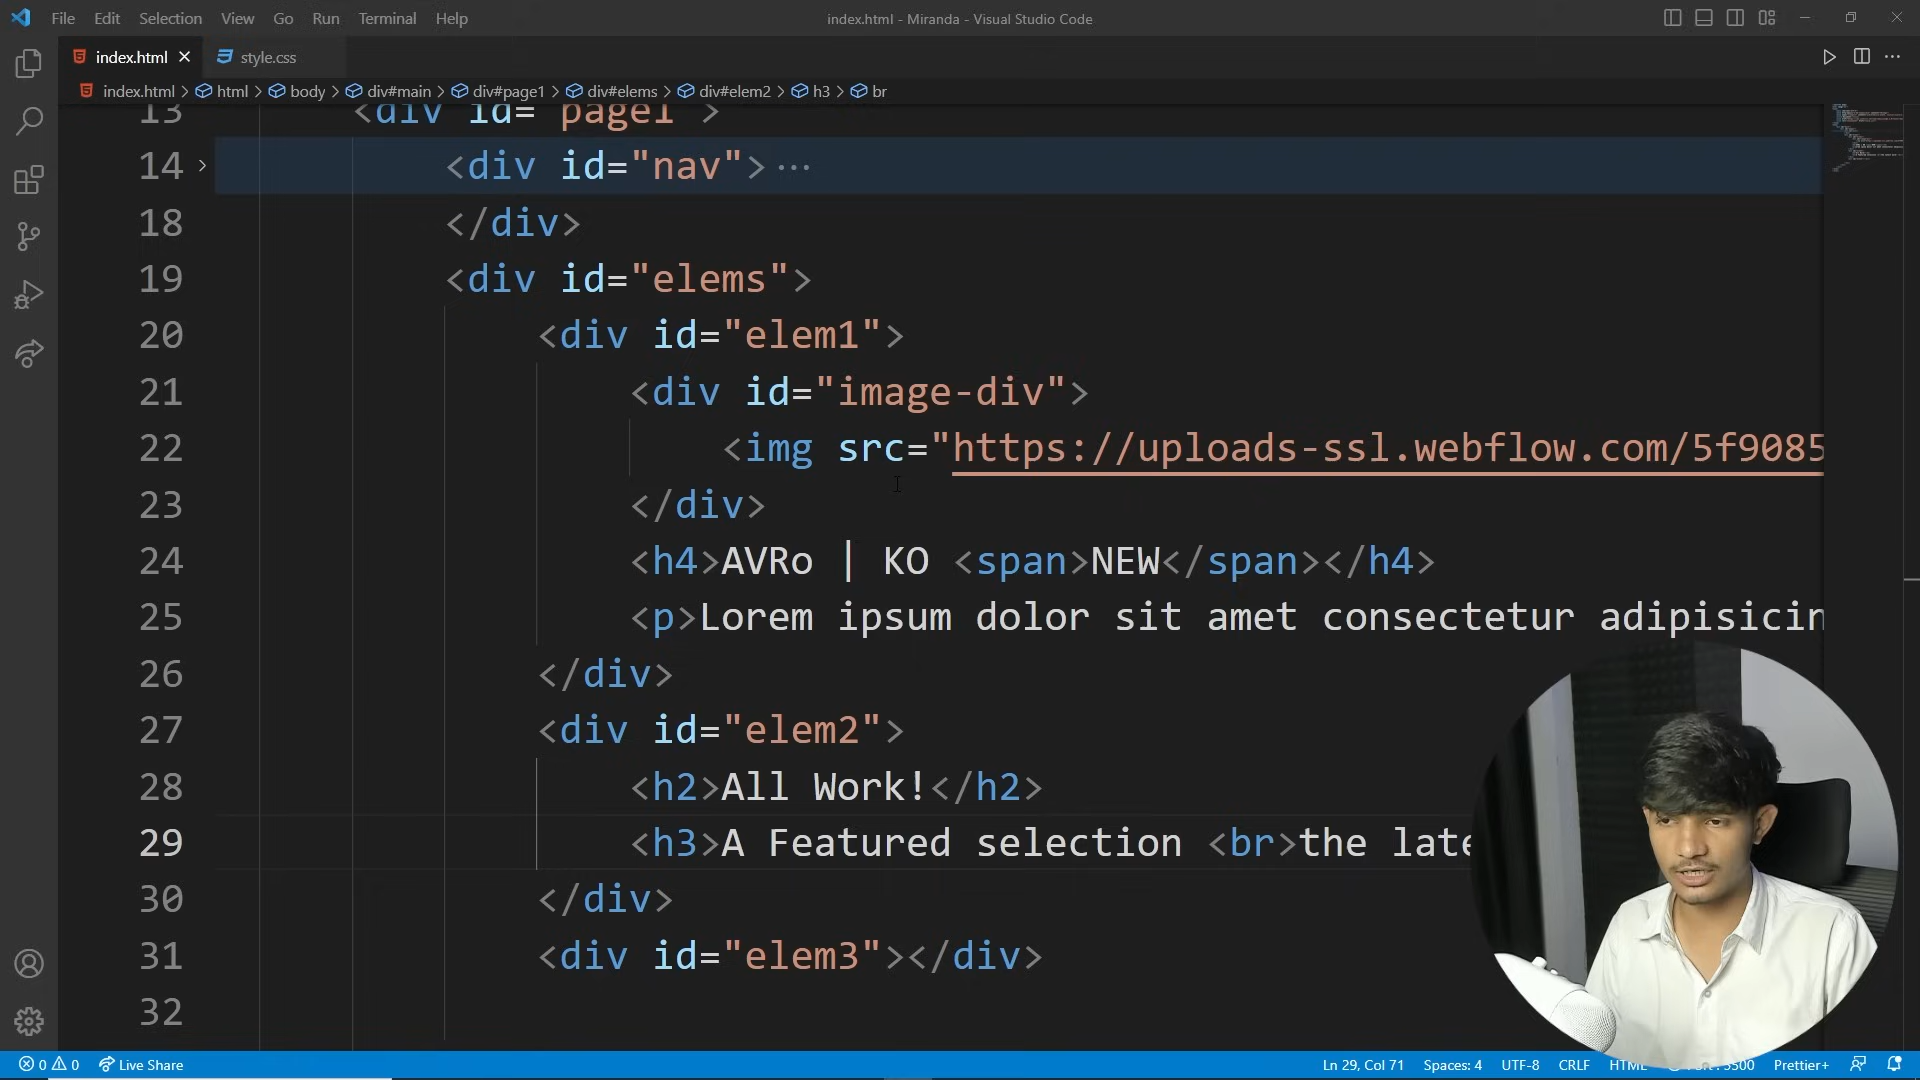 File Edit Selection View Go Run Terminal Help
index.html - Miranda - Visual Studio Code
index.html style.css
index.html > html > body > div#main > div#page1 > div#elems > div#elem2 > h3 > br
13 <div id="page1">
14 <div id="nav">···
18 </div>
19 <div id="elems">
20 <div id="elem1">
21 <div id="image-div">
22 <img src="https://uploads-ssl.webflow.com/5f9085
23 </div>
24 <h4>AVRo | KO <span>NEW</span></h4>
25 <p>Lorem ipsum dolor sit amet consectetur adipisicin
26 </div>
27 <div id="elem2">
28 <h2>All Work!</h2>
29 <h3>A Featured selection <br>the late
30 </div>
31 <div id="elem3"></div>
32
0 0 Live Share
Ln 29, Col 71 Spaces: 4 UTF-8 CRLF HTML 5500 Prettier+